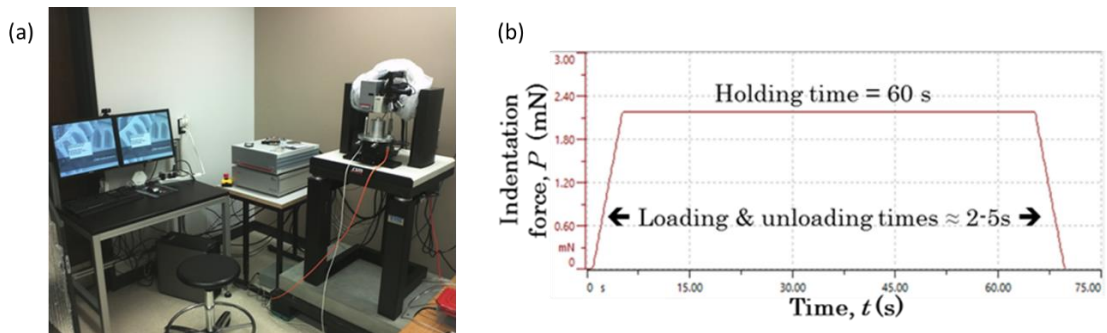 (a)
(b)
Indentation
force, P (mN)
3.00
2.40
1.80
1.20
0.60
mN
0
Holding time = 60 s
🡸 Loading & unloading times ≈ 2-5s 🡺
0 s 15.00 30.00 45.00 60.00 75.00
Time, t (s)